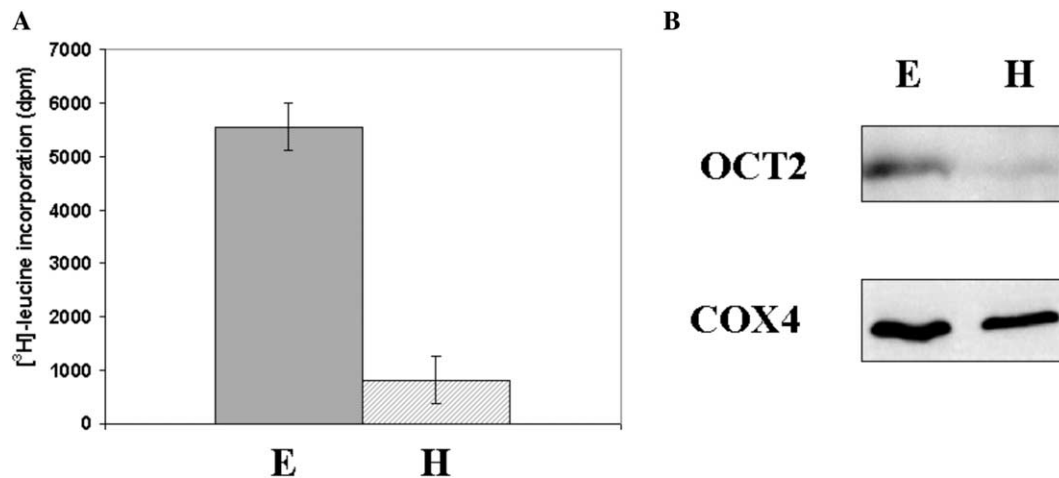 A
[³H]-leucine incorporation (dpm)
7000
6000
5000
4000
3000
2000
1000
0
E H
B
E H
OCT2
COX4